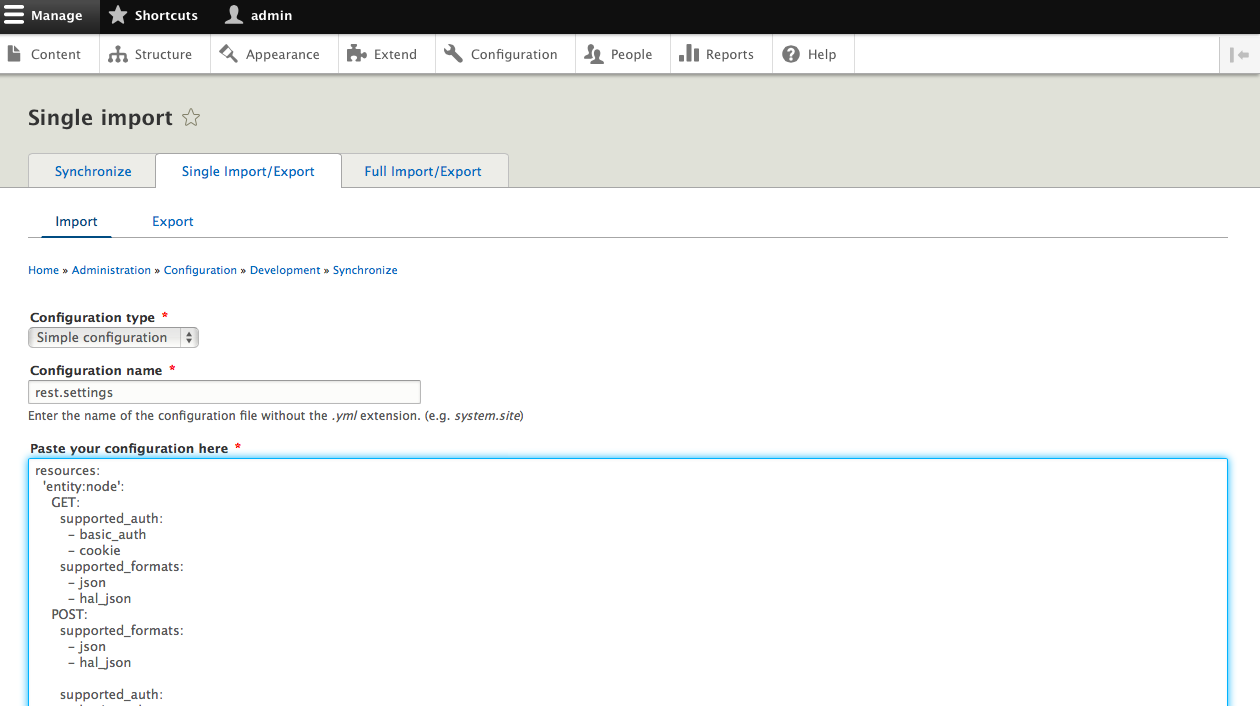 Manage Shortcuts admin
Content Structure Appearance Extend Configuration People Reports Help
Single import
Synchronize Single Import/Export Full Import/Export
Import Export
Home » Administration » Configuration » Development » Synchronize
Configuration type *
Simple configuration
Configuration name *
rest.settings
Enter the name of the configuration file without the .yml extension. (e.g. system.site)
Paste your configuration here *
resources:
'entity:node':
GET:
supported_auth:
- basic_auth
- cookie
supported_formats:
- json
- hal_json
POST:
supported_formats:
- json
- hal_json
supported_auth: